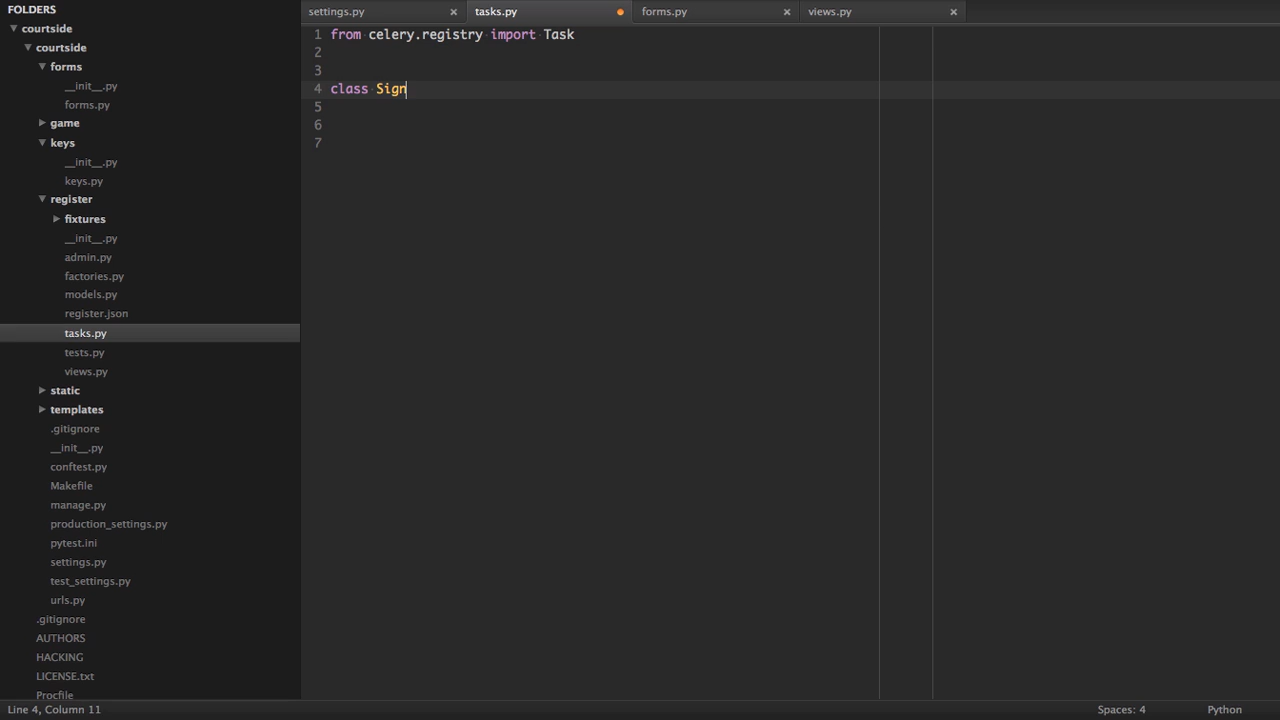 FOLDERS
courtside
courtside
forms
__init__.py
forms.py
game
keys
__init__.py
keys.py
register
fixtures
__init__.py
admin.py
factories.py
models.py
register.json
tasks.py
tests.py
views.py
static
templates
.gitignore
__init__.py
conftest.py
Makefile
manage.py
production_settings.py
pytest.ini
settings.py
test_settings.py
urls.py
.gitignore
AUTHORS
HACKING
LICENSE.txt
Procfile
settings.py tasks.py forms.py views.py
1 from celery.registry import Task
2
3
4 class Sign
5
6
7
Line 4, Column 11 Spaces: 4 Python